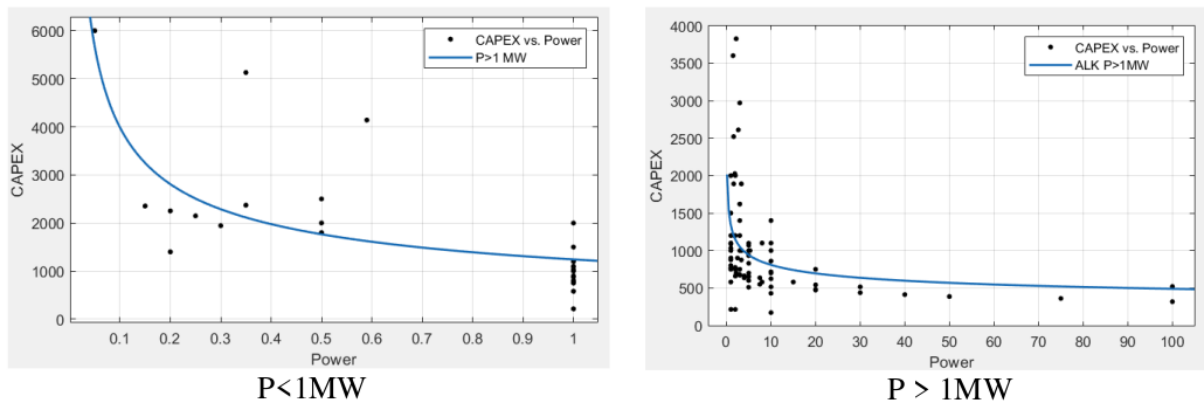 6000
5000
4000
3000
2000
1000
0
CAPEX
CAPEX vs. Power
P>1 MW
0.1 0.2 0.3 0.4 0.5 0.6 0.7 0.8 0.9 1
Power
P<1MW
4000
3500
3000
2500
2000
1500
1000
500
0
CAPEX
CAPEX vs. Power
ALK P>1MW
0 10 20 30 40 50 60 70 80 90 100
Power
P > 1MW